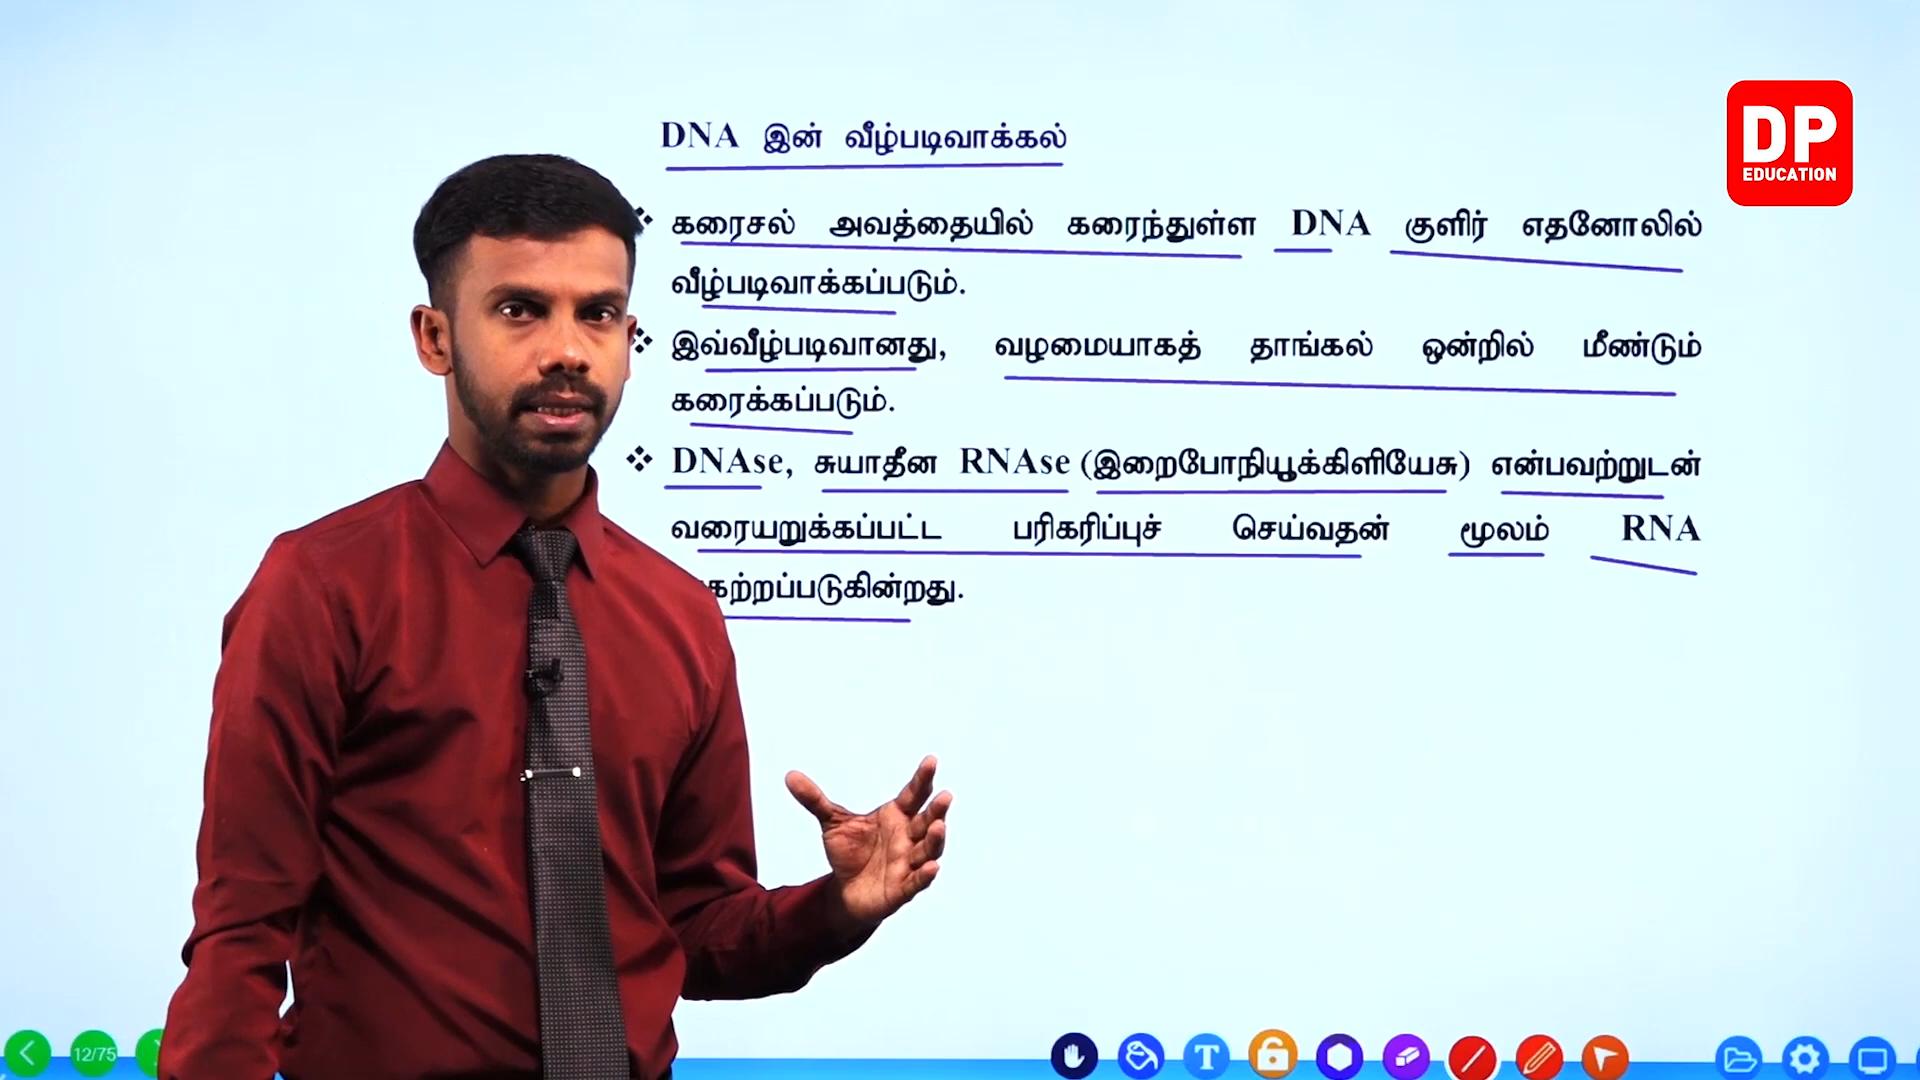 DNA இன் வீழ்படிவாக்கல்
DP
EDUCATION
கரைசல் அவத்தையில் கரைந்துள்ள DNA குளிர் எதனோலில்
வீழ்படிவாக்கப்படும்.
இவ்வீழ்படிவானது, வழமையாகத் தாங்கல் ஒன்றில் மீண்டும்
கரைக்கப்படும்.
DNAse, சுயாதீன RNAse (இறைபோநியூக்கிளியேசு) என்பவற்றுடன்
வரையறுக்கப்பட்ட பரிகரிப்புச் செய்வதன் மூலம் RNA
கற்றப்படுகின்றது.
12/75
T